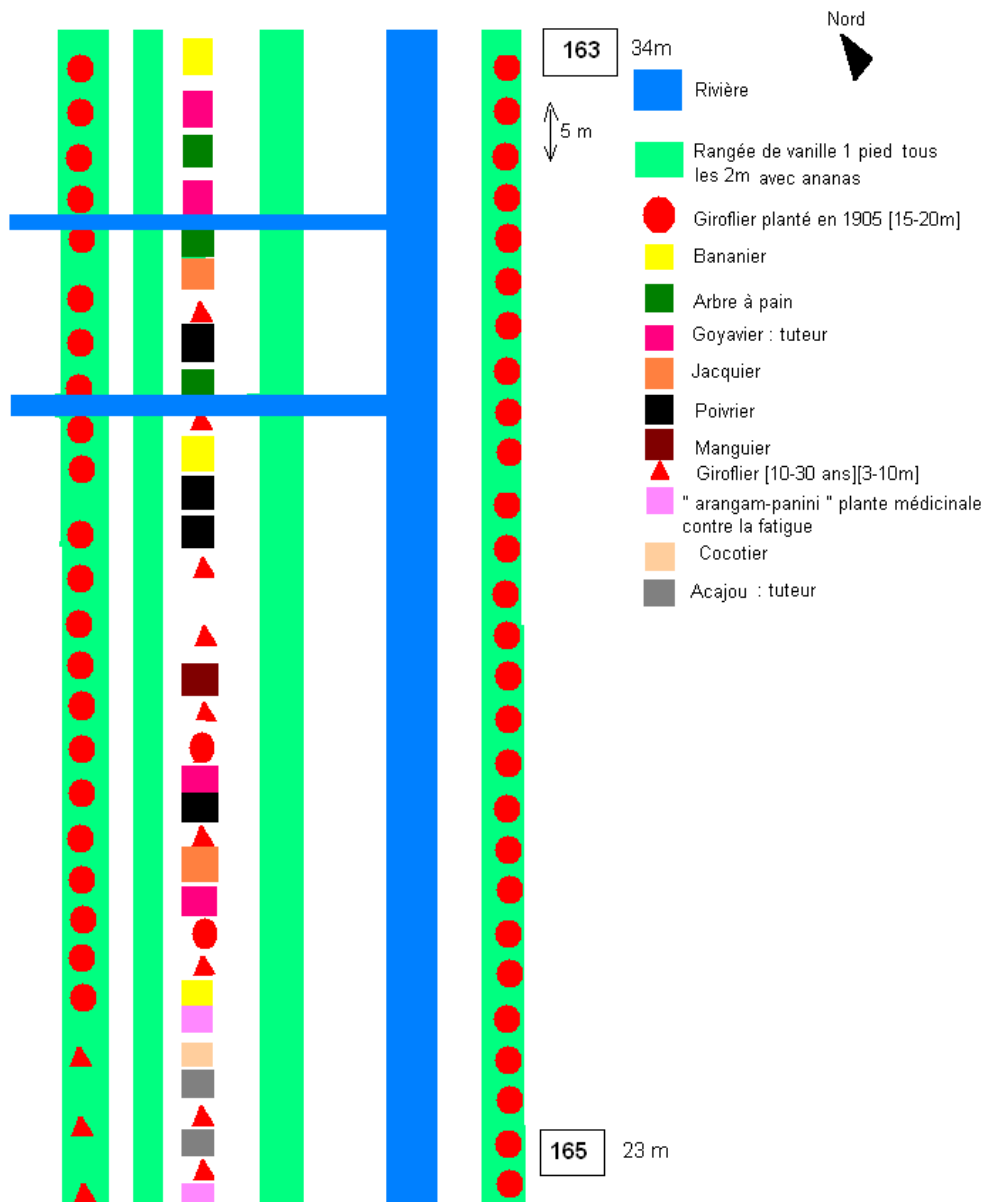 Nord
163 34m
Rivière
5 m
Rangée de vanille 1 pied tous
les 2m avec ananas
Giroflier planté en 1905 [15-20m]
Bananier
Arbre à pain
Goyavier : tuteur
Jacquier
Poivrier
Manguier
Giroflier [10-30 ans][3-10m]
" arangam-panini " plante médicinale
contre la fatigue
Cocotier
Acajou : tuteur
165 23 m